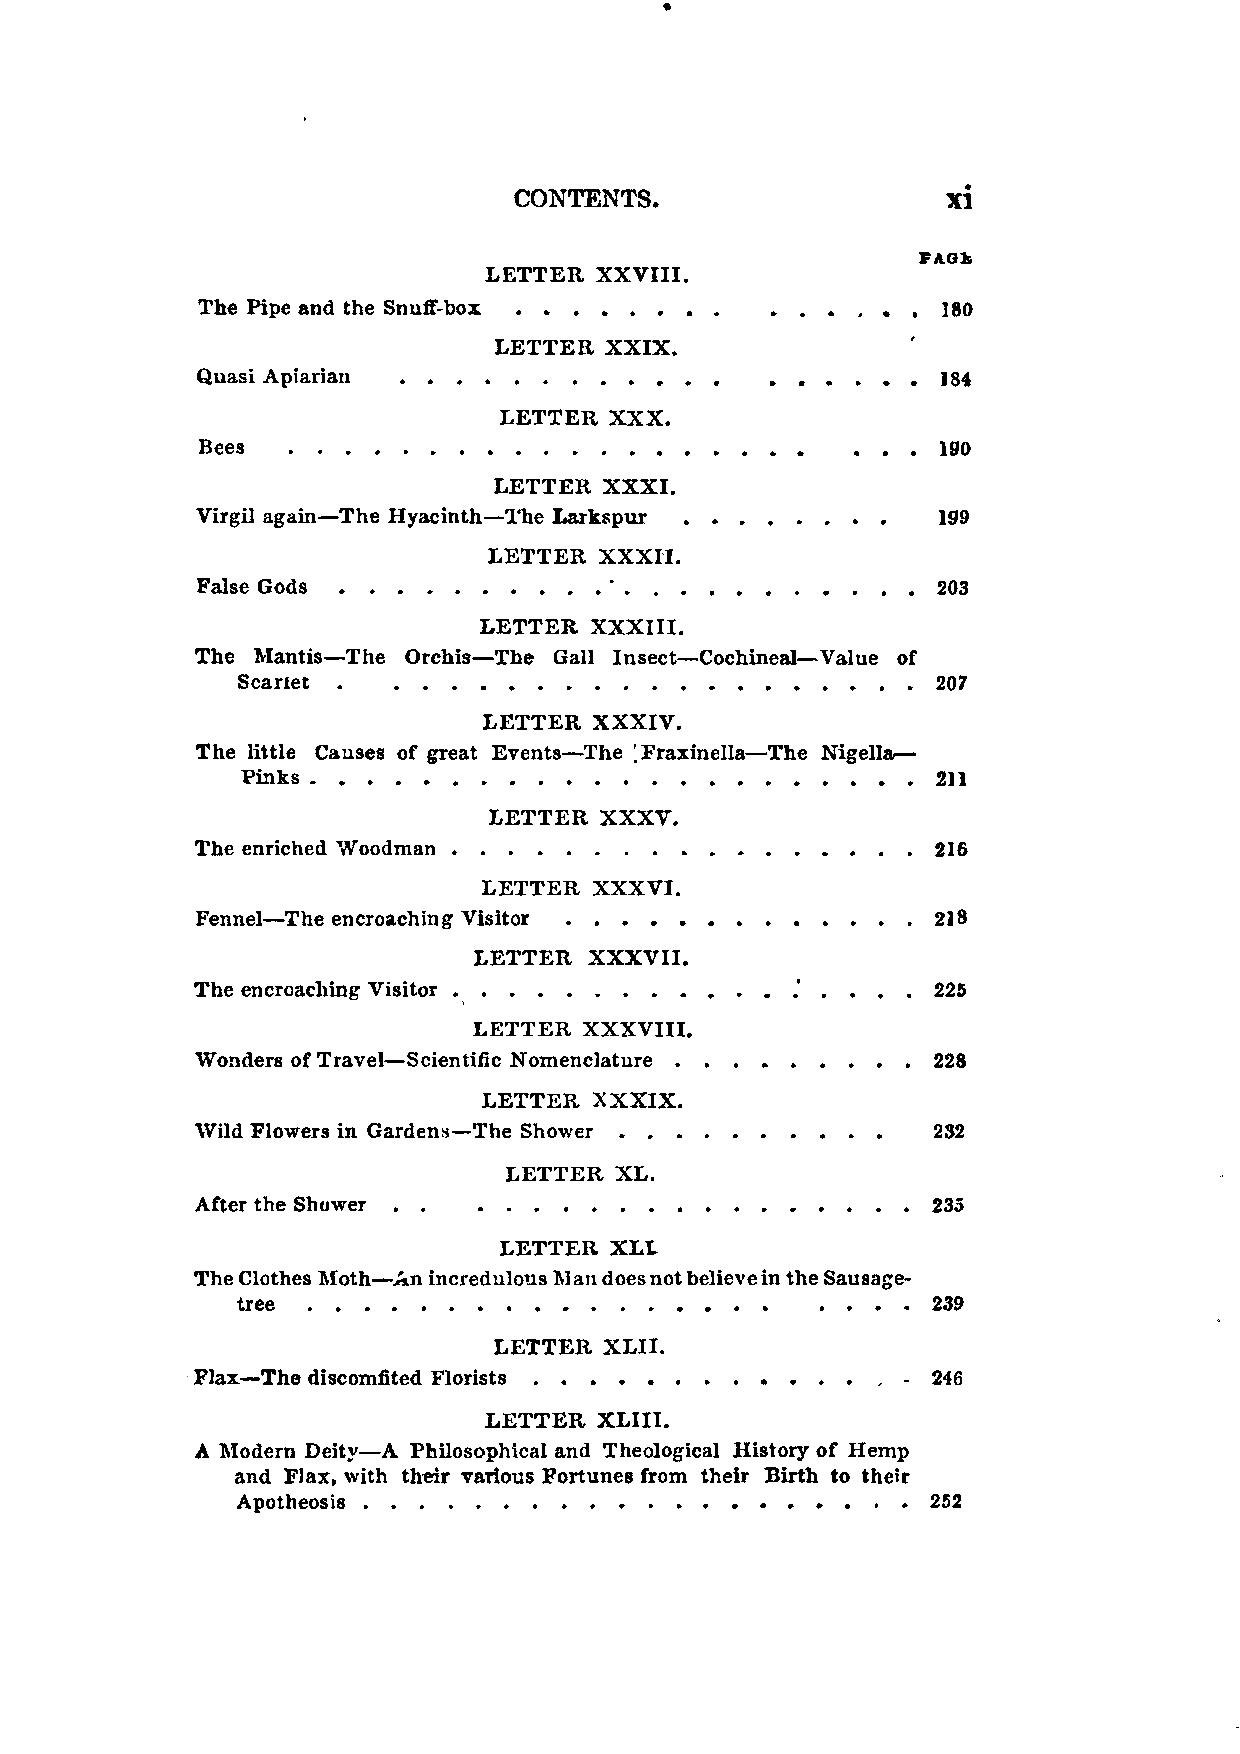 CONTENTS. xi
PAGE
LETTER XXVIII.
The Pipe and the Snuff-box . . . . . . . . . . . . . . 180
LETTER XXIX.
Quasi Apiarian . . . . . . . . . . . . . . . . . . 184
LETTER XXX.
Bees . . . . . . . . . . . . . . . . . . . . . . 190
LETTER XXXI.
Virgil again—The Hyacinth—The Larkspur . . . . . . . . 199
LETTER XXXII.
False Gods . . . . . . . . . . . . . . . . . . . . . 203
LETTER XXXIII.
The Mantis—The Orchis—The Gall Insect—Cochineal—Value of
Scarlet . . . . . . . . . . . . . . . . . . . . 207
LETTER XXXIV.
The little Causes of great Events—The Fraxinella—The Nigella—
Pinks . . . . . . . . . . . . . . . . . . . . . . 211
LETTER XXXV.
The enriched Woodman . . . . . . . . . . . . . . . . . 216
LETTER XXXVI.
Fennel—The encroaching Visitor . . . . . . . . . . . . . 218
LETTER XXXVII.
The encroaching Visitor . . . . . . . . . . . . . . . . . 225
LETTER XXXVIII.
Wonders of Travel—Scientific Nomenclature . . . . . . . . . 228
LETTER XXXIX.
Wild Flowers in Gardens—The Shower . . . . . . . . . . 232
LETTER XL.
After the Shower . . . . . . . . . . . . . . . . . . 235
LETTER XLI.
The Clothes Moth—An incredulous Man does not believe in the Sausage-
tree . . . . . . . . . . . . . . . . . . . . . 239
LETTER XLII.
Flax—The discomfited Florists . . . . . . . . . . . . . . 246
LETTER XLIII.
A Modern Deity—A Philosophical and Theological History of Hemp
and Flax, with their various Fortunes from their Birth to their
Apotheosis . . . . . . . . . . . . . . . . . . . . 252